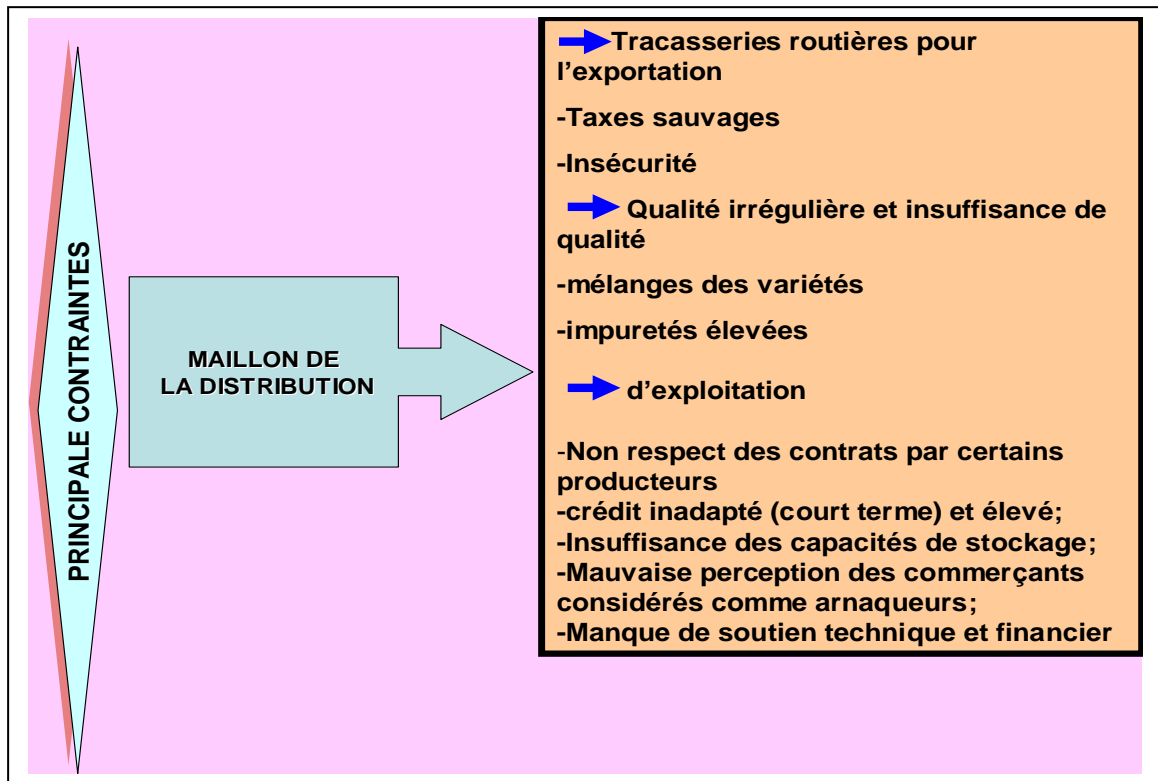 PRINCIPALE CONTRAINTES
MAILLON DE
LA DISTRIBUTION
Tracasseries routières pour
l’exportation
-Taxes sauvages
-Insécurité
Qualité irrégulière et insuffisance de
qualité
-mélanges des variétés
-impuretés élevées
d’exploitation
-Non respect des contrats par certains
producteurs
-crédit inadapté (court terme) et élevé;
-Insuffisance des capacités de stockage;
-Mauvaise perception des commerçants
considérés comme arnaqueurs;
-Manque de soutien technique et financier